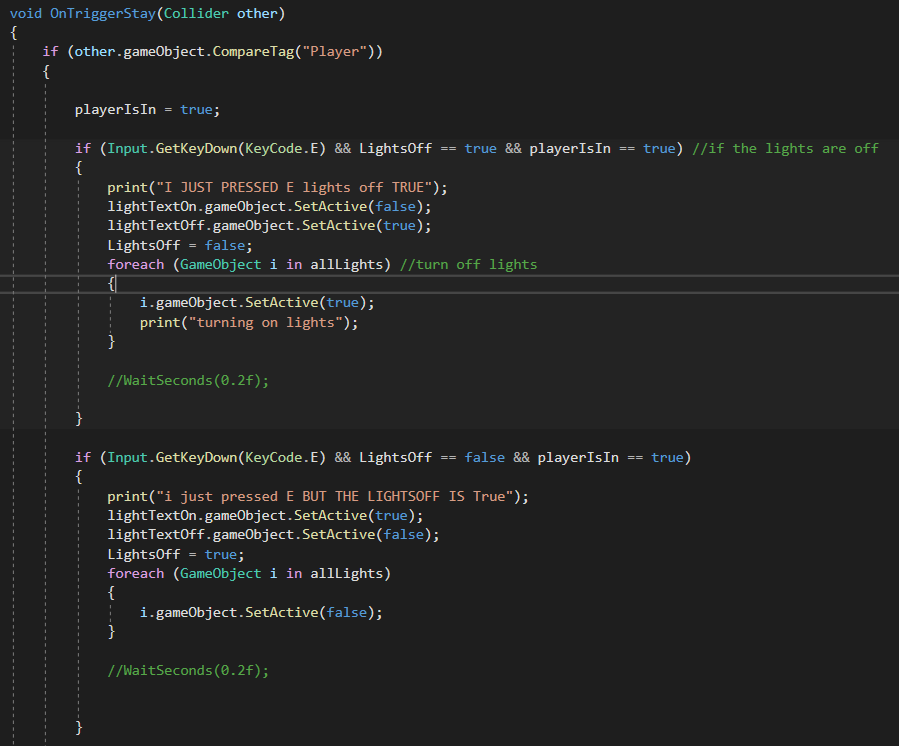 void OnTriggerStay(Collider other)
{
if (other.gameObject.CompareTag("Player"))
{
playerIsIn = true;
if (Input.GetKeyDown(KeyCode.E) && LightsOff == true && playerIsIn == true) //if the lights are off
{
print("I JUST PRESSED E lights off TRUE");
lightTextOn.gameObject.SetActive(false);
lightTextOff.gameObject.SetActive(true);
LightsOff = false;
foreach (GameObject i in allLights) //turn off lights
{
i.gameObject.SetActive(true);
print("turning on lights");
}
//WaitSeconds(0.2f);
}
if (Input.GetKeyDown(KeyCode.E) && LightsOff == false && playerIsIn == true)
{
print("i just pressed E BUT THE LIGHTSOFF IS True");
lightTextOn.gameObject.SetActive(true);
lightTextOff.gameObject.SetActive(false);
LightsOff = true;
foreach (GameObject i in allLights)
{
i.gameObject.SetActive(false);
}
//WaitSeconds(0.2f);
}